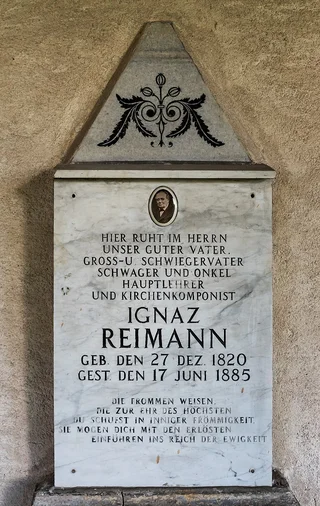 HIER RUHT IM HERRN
UNSER GUTER VATER.
GROSS-U. SCHWIEGERVATER
SCHWAGER UND ONKEL
HAUPTLEHRER
UND KIRCHENKOMPONIST
IGNAZ
REIMANN
GEB. DEN 27 DEZ. 1820
GEST. DEN 17 JUNI 1885
DIE FROMMEN WEISEN.
DIE ZUR EHR DES HÖCHSTEN
DU SCHUFST IN INNIGER FRÖMMIGKEIT.
SIE MÖGEN DICH MIT DEN ERLÖSTEN
EINFÜHREN INS REICH DER EWIGKEIT